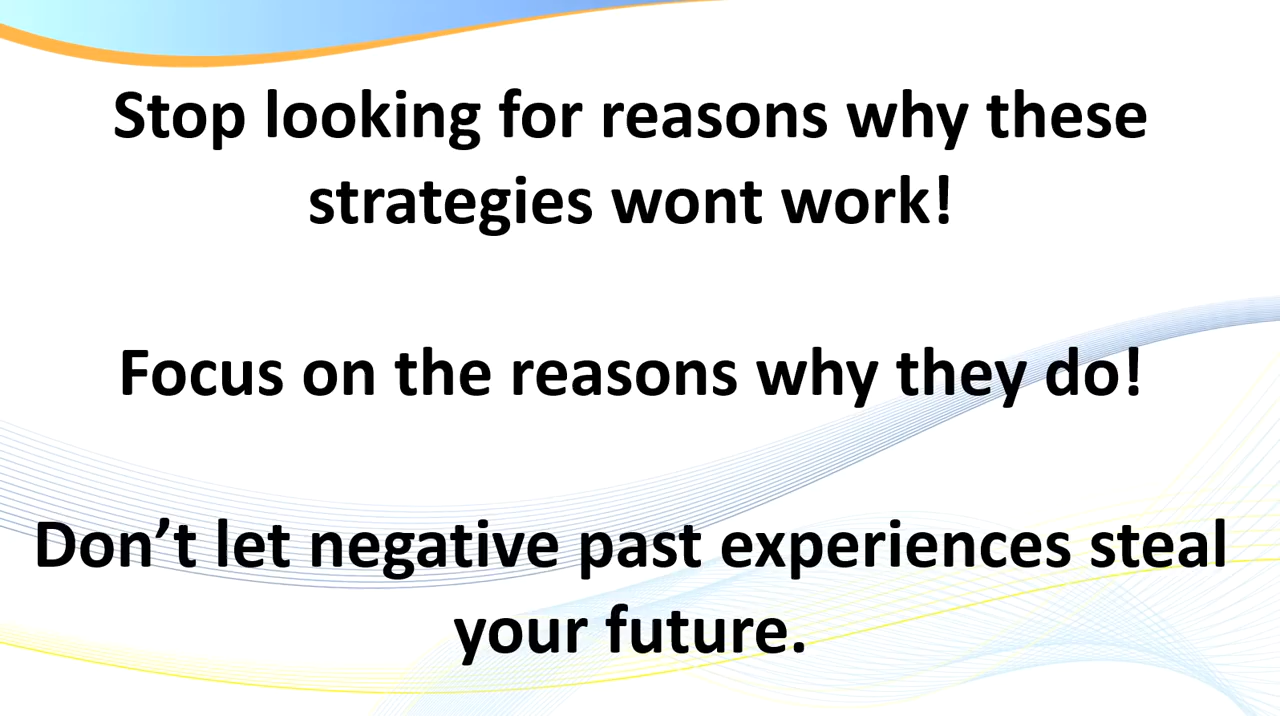 Stop looking for reasons why these
strategies wont work!
Focus on the reasons why they do!
Don’t let negative past experiences steal
your future.